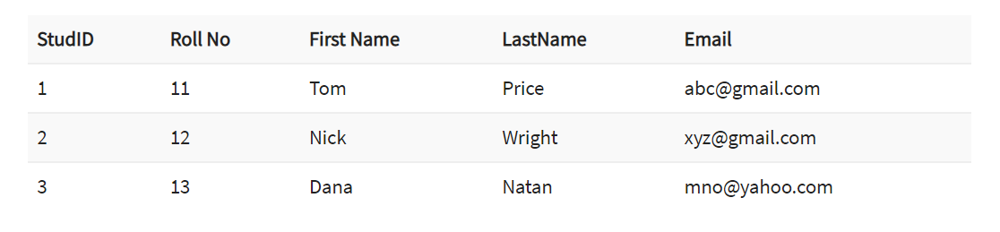 StudID Roll No First Name LastName Email
1 11 Tom Price abc@gmail.com
2 12 Nick Wright xyz@gmail.com
3 13 Dana Natan mno@yahoo.com